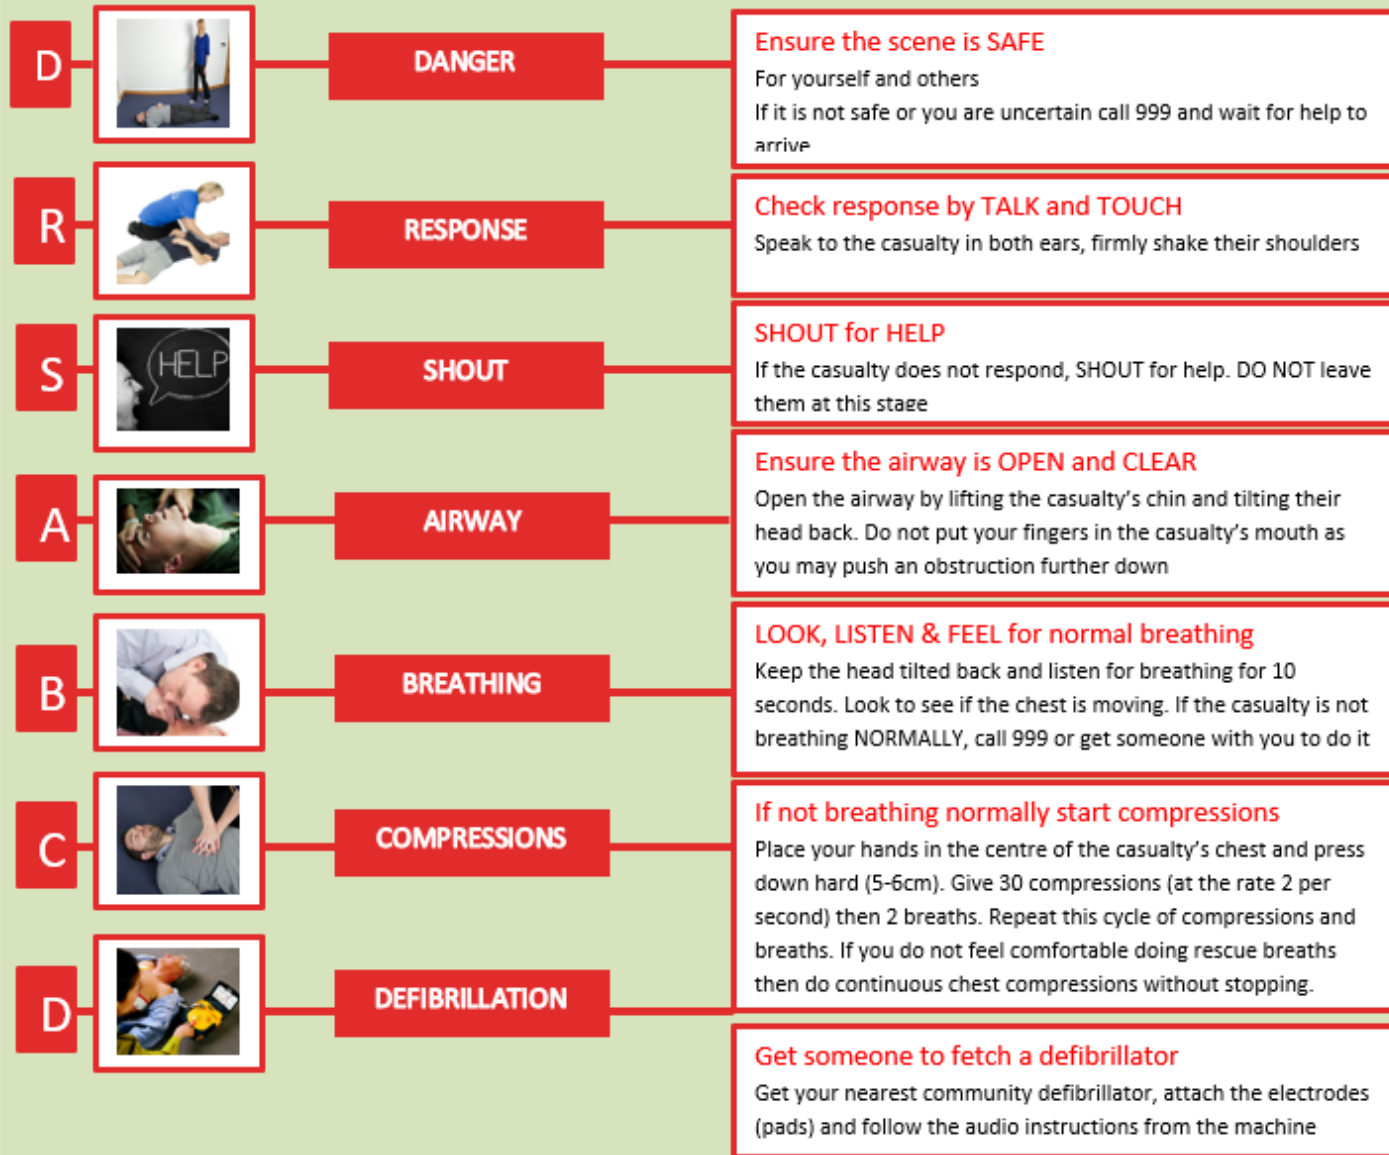 D
DANGER
Ensure the scene is SAFE
For yourself and others
If it is not safe or you are uncertain call 999 and wait for help to
arrive
R
RESPONSE
Check response by TALK and TOUCH
Speak to the casualty in both ears, firmly shake their shoulders
S
HELP
SHOUT
SHOUT for HELP
If the casualty does not respond, SHOUT for help. DO NOT leave
them at this stage
A
AIRWAY
Ensure the airway is OPEN and CLEAR
Open the airway by lifting the casualty's chin and tilting their
head back. Do not put your fingers in the casualty's mouth as
you may push an obstruction further down
B
BREATHING
LOOK, LISTEN & FEEL for normal breathing
Keep the head tilted back and listen for breathing for 10
seconds. Look to see if the chest is moving. If the casualty is not
breathing NORMALLY, call 999 or get someone with you to do it
C
COMPRESSIONS
If not breathing normally start compressions
Place your hands in the centre of the casualty's chest and press
down hard (5-6cm). Give 30 compressions (at the rate 2 per
second) then 2 breaths. Repeat this cycle of compressions and
breaths. If you do not feel comfortable doing rescue breaths
then do continuous chest compressions without stopping.
D
DEFIBRILLATION
Get someone to fetch a defibrillator
Get your nearest community defibrillator, attach the electrodes
(pads) and follow the audio instructions from the machine